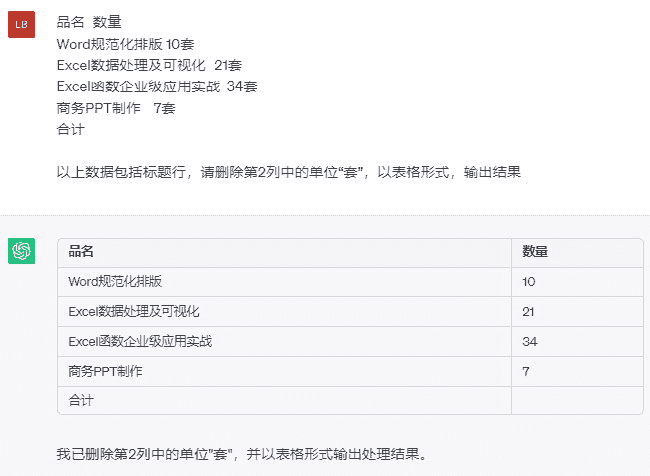 LB
品名 数量
Word规范化排版 10套
Excel数据处理及可视化 21套
Excel函数企业级应用实战 34套
商务PPT制作 7套
合计
以上数据包括标题行，请删除第2列中的单位“套”，以表格形式，输出结果
品名 数量
Word规范化排版 10
Excel数据处理及可视化 21
Excel函数企业级应用实战 34
商务PPT制作 7
合计
我已删除第2列中的单位"套"，并以表格形式输出处理结果。